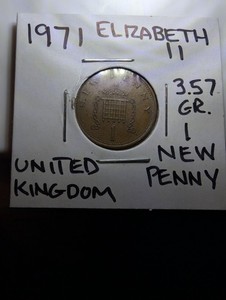 1971 ELIZABETH
II
3.57
GR.
1
UNITED NEW
KINGDOM PENNY